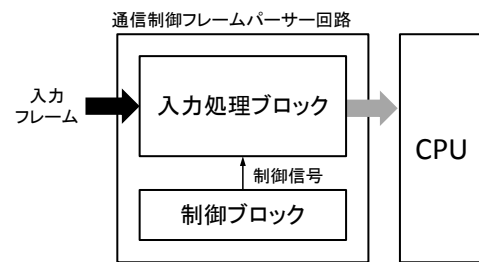 通信制御フレームパーサー回路
入力
フレーム
入力処理ブロック
制御信号
制御ブロック
CPU